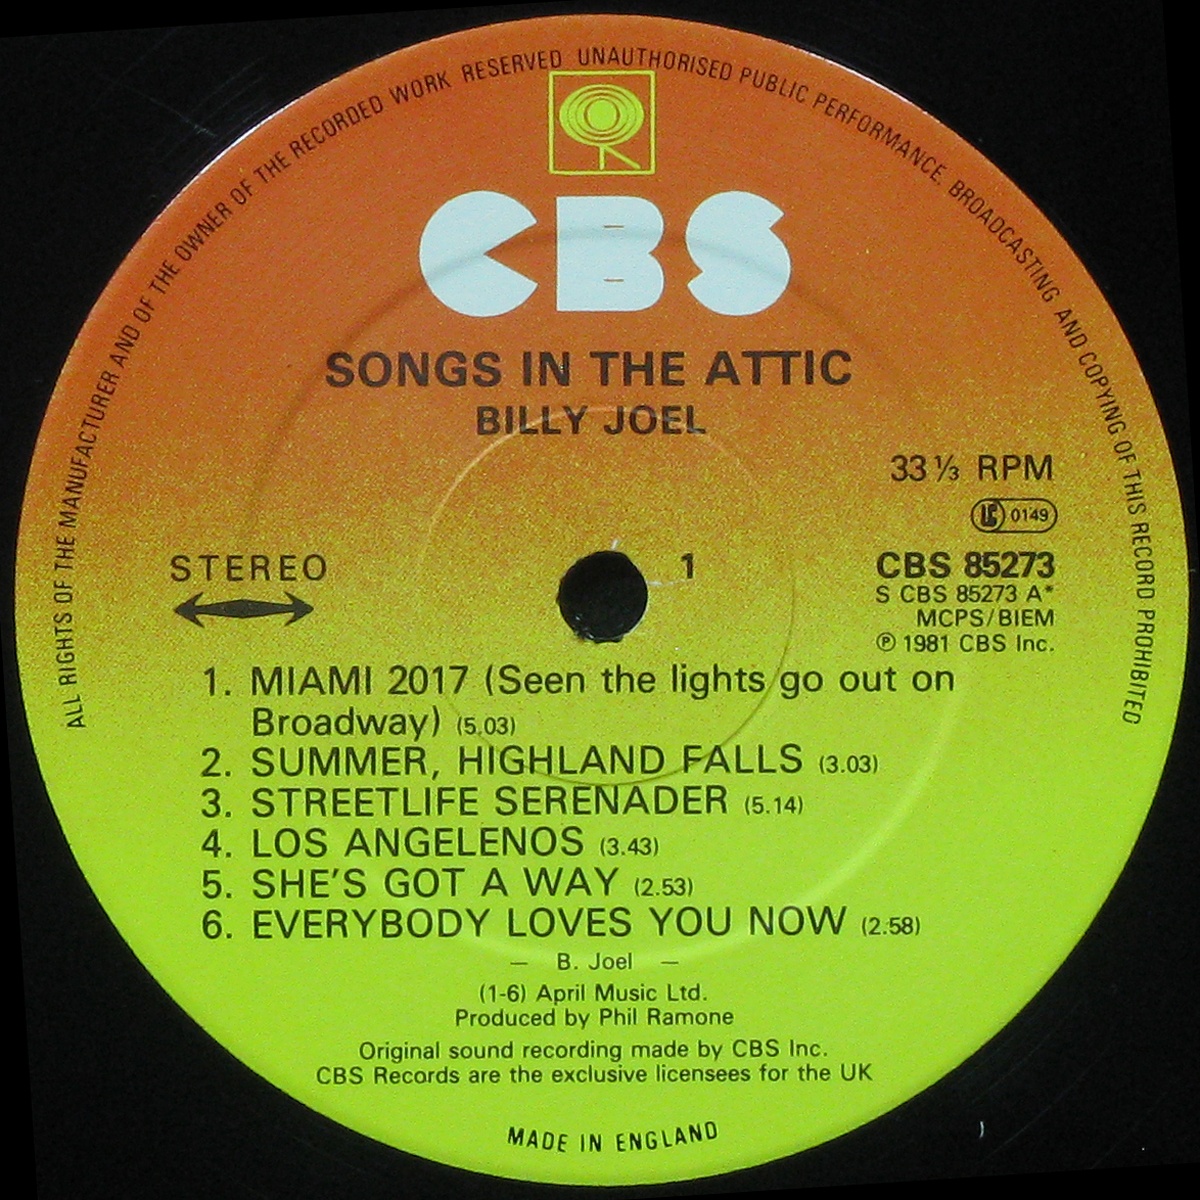 ALL RIGHTS OF THE MANUFACTURER AND OF THE OWNER OF THE RECORDED WORK RESERVED UNAUTHORISED PUBLIC PERFORMANCE, BROADCASTING AND COPYING OF THIS RECORD PROHIBITED
CBS
SONGS IN THE ATTIC
BILLY JOEL
33 ⅓ RPM
LC 0149
STEREO
1
CBS 85273
S CBS 85273 A*
MCPS/BIEM
℗ 1981 CBS Inc.
1. MIAMI 2017 (Seen the lights go out on
Broadway) (5.03)
2. SUMMER, HIGHLAND FALLS (3.03)
3. STREETLIFE SERENADER (5.14)
4. LOS ANGELENOS (3.43)
5. SHE'S GOT A WAY (2.53)
6. EVERYBODY LOVES YOU NOW (2:58)
— B. Joel —
(1-6) April Music Ltd.
Produced by Phil Ramone
Original sound recording made by CBS Inc.
CBS Records are the exclusive licensees for the UK
MADE IN ENGLAND